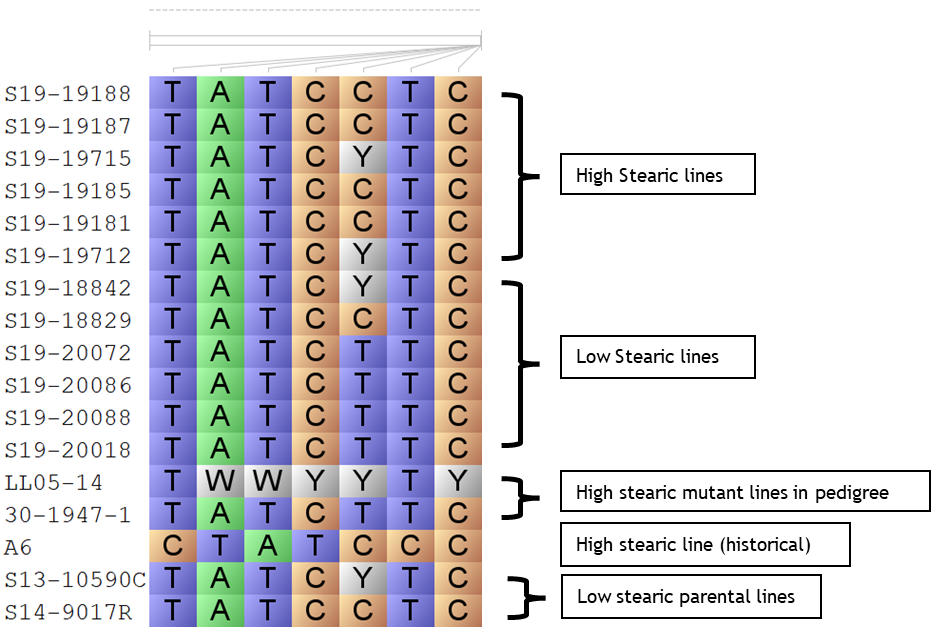 S19-19188 T A T C C T C
S19-19187 T A T C C T C
S19-19715 T A T C Y T C
High Stearic lines
S19-19185 T A T C C T C
S19-19181 T A T C C T C
S19-19712 T A T C Y T C
S19-18842 T A T C Y T C
S19-18829 T A T C C T C
S19-20072 T A T C T T C
Low Stearic lines
S19-20086 T A T C T T C
S19-20088 T A T C T T C
S19-20018 T A T C T T C
LL05-14 T W W Y Y T Y
High stearic mutant lines in pedigree
30-1947-1 T A T C T T C
A6 C T A T C C C
High stearic line (historical)
S13-10590C T A T C Y T C
Low stearic parental lines
S14-9017R T A T C C T C